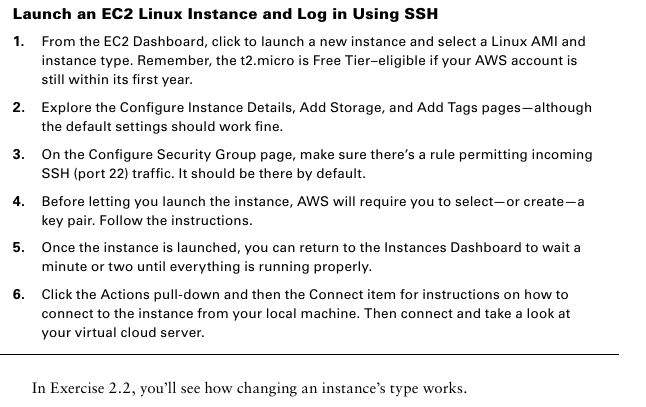 Launch an EC2 Linux Instance and Log in Using SSH
1. From the EC2 Dashboard, click to launch a new instance and select a Linux AMI and
instance type. Remember, the t2.micro is Free Tier–eligible if your AWS account is
still within its first year.
2. Explore the Configure Instance Details, Add Storage, and Add Tags pages—although
the default settings should work fine.
3. On the Configure Security Group page, make sure there's a rule permitting incoming
SSH (port 22) traffic. It should be there by default.
4. Before letting you launch the instance, AWS will require you to select—or create—a
key pair. Follow the instructions.
5. Once the instance is launched, you can return to the Instances Dashboard to wait a
minute or two until everything is running properly.
6. Click the Actions pull-down and then the Connect item for instructions on how to
connect to the instance from your local machine. Then connect and take a look at
your virtual cloud server.
In Exercise 2.2, you'll see how changing an instance's type works.